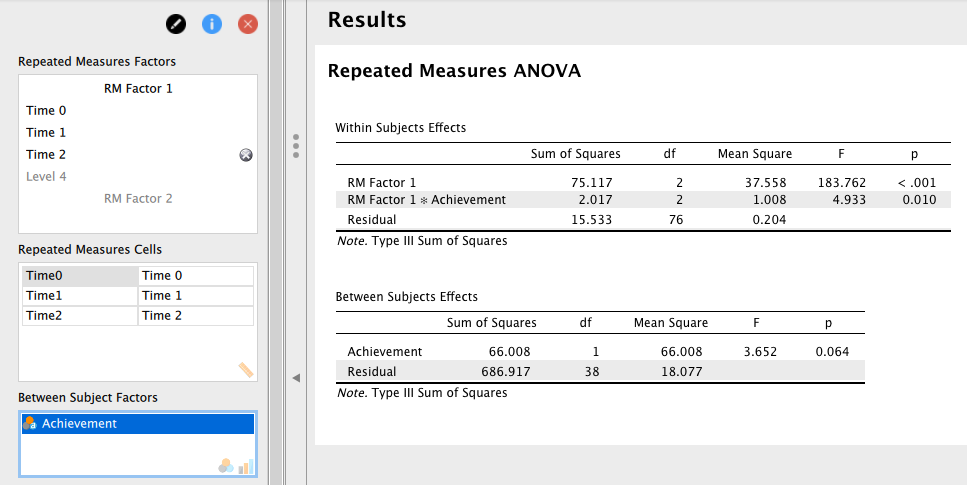 Repeated Measures Factors
RM Factor 1
Time 0
Time 1
Time 2
Level 4
RM Factor 2
Repeated Measures Cells
Time0 Time 0
Time1 Time 1
Time2 Time 2
Between Subject Factors
a Achievement
Results
Repeated Measures ANOVA
Within Subjects Effects
Sum of Squares df Mean Square F p
RM Factor 1 75.117 2 37.558 183.762 < .001
RM Factor 1 ✻ Achievement 2.017 2 1.008 4.933 0.010
Residual 15.533 76 0.204
Note. Type III Sum of Squares
Between Subjects Effects
Sum of Squares df Mean Square F p
Achievement 66.008 1 66.008 3.652 0.064
Residual 686.917 38 18.077
Note. Type III Sum of Squares